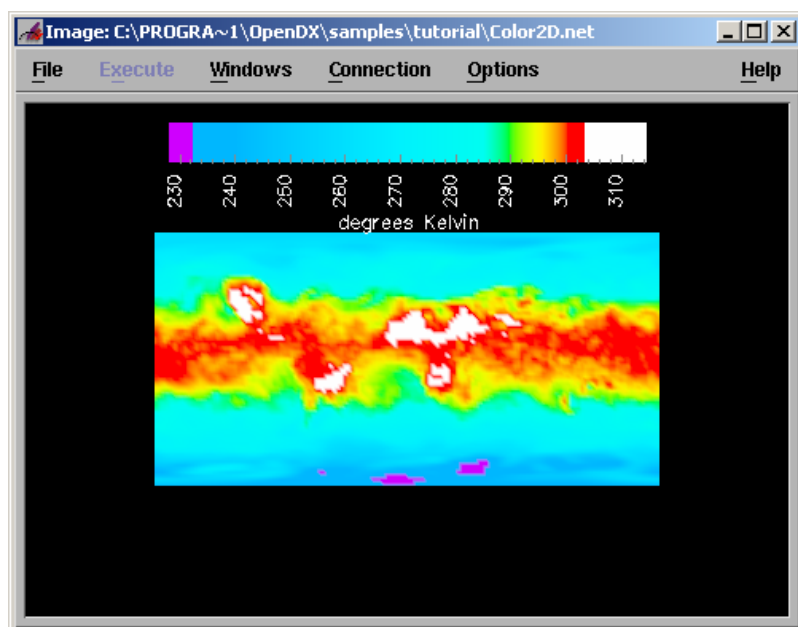 Image: C:\PROGRA~1\OpenDX\samples\tutorial\Color2D.net
File Execute Windows Connection Options Help
230 240 250 260 270 280 290 300 310
degrees Kelvin